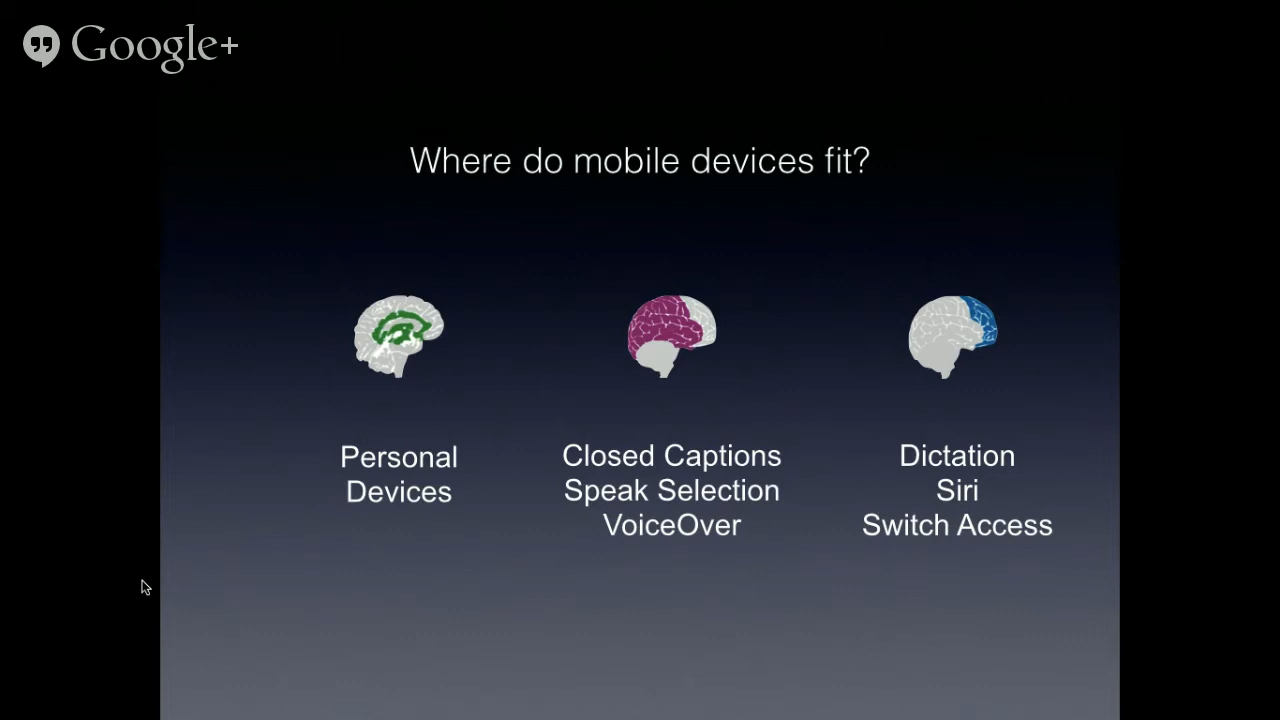 Google+
Where do mobile devices fit?
Personal
Devices
Closed Captions
Speak Selection
VoiceOver
Dictation
Siri
Switch Access